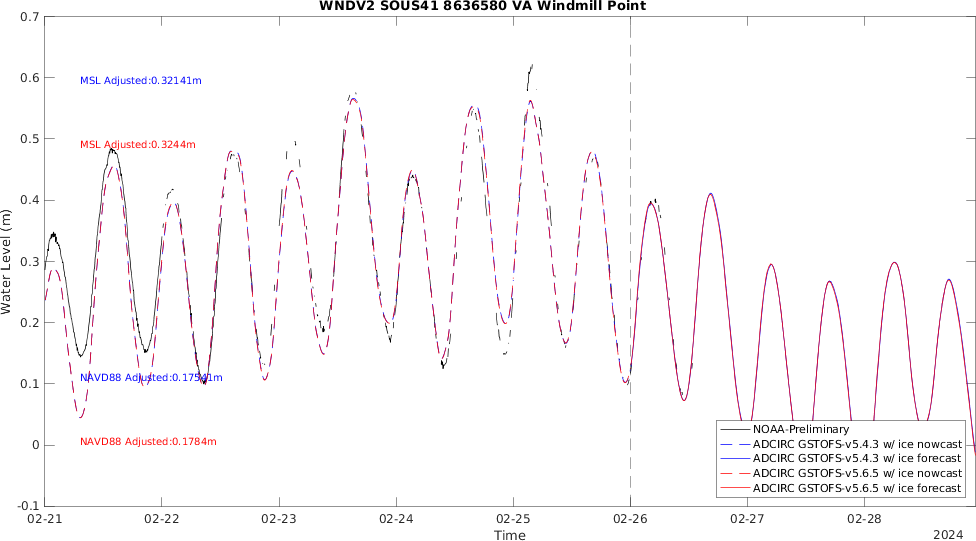 WNDV2 SOUS41 8636580 VA Windmill Point
0.7
0.6
0.5
0.4
0.3
0.2
0.1
0
-0.1
Water Level (m)
MSL Adjusted:0.32141m
MSL Adjusted:0.3244m
NAVD88 Adjusted:0.17541m
NAVD88 Adjusted:0.1784m
NOAA-Preliminary
ADCIRC GSTOFS-v5.4.3 w/ ice nowcast
ADCIRC GSTOFS-v5.4.3 w/ ice forecast
ADCIRC GSTOFS-v5.6.5 w/ ice nowcast
ADCIRC GSTOFS-v5.6.5 w/ ice forecast
02-21 02-22 02-23 02-24 02-25 02-26 02-27 02-28
Time
2024